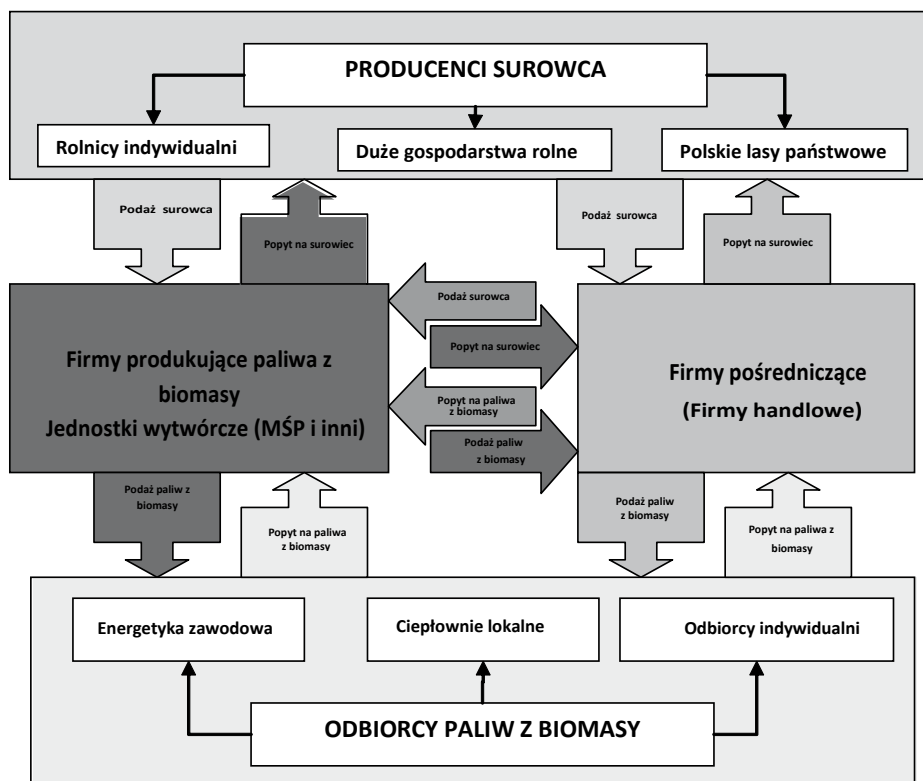 PRODUCENCI SUROWCA
Rolnicy indywidualni
Duże gospodarstwa rolne
Polskie lasy państwowe
Podaż surowca
Popyt na surowiec
Podaż surowca
Popyt na surowiec
Firmy produkujące paliwa z
biomasy
Jednostki wytwórcze (MŚP i inni)
Podaż surowca
Popyt na surowiec
Popyt na paliwa
z biomasy
Podaż paliw
z biomasy
Firmy pośredniczące
(Firmy handlowe)
Podaż paliw z
biomasy
Popyt na paliwa
z biomasy
Podaż paliw
z biomasy
Popyt na paliwa z
biomasy
Energetyka zawodowa
Ciepłownie lokalne
Odbiorcy indywidualni
ODBIORCY PALIW Z BIOMASY